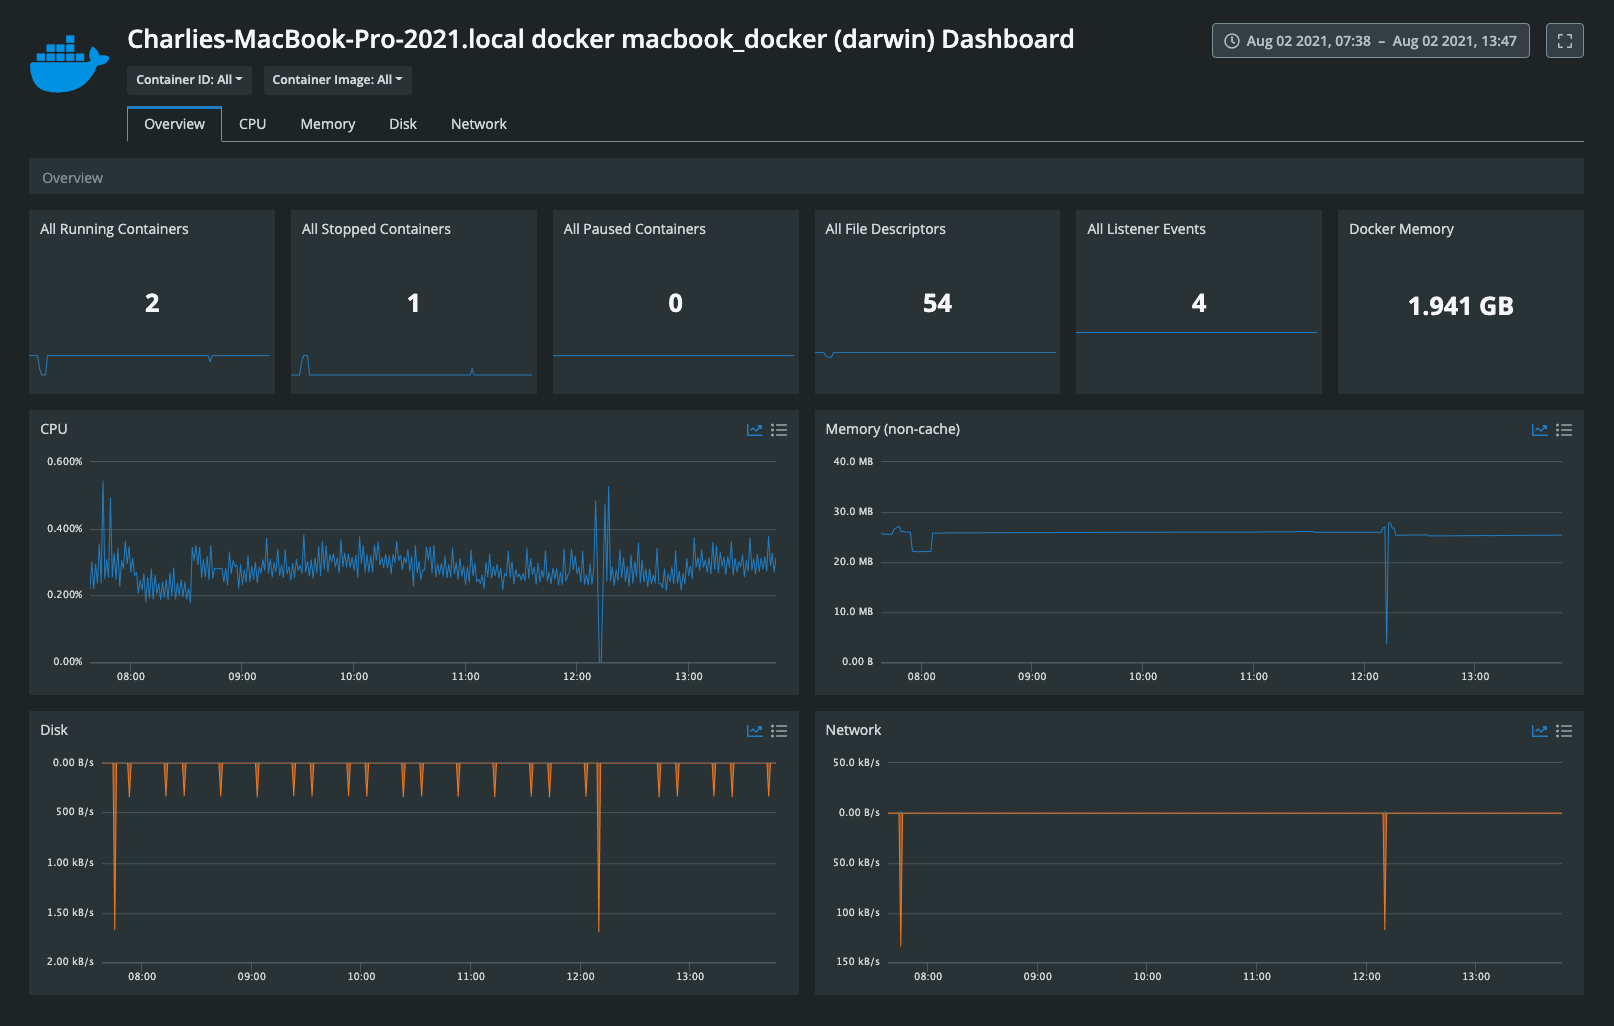 Charlies-MacBook-Pro-2021.local docker macbook_docker (darwin) Dashboard
Aug 02 2021, 07:38 – Aug 02 2021, 13:47
Container ID: All
Container Image: All
Overview
CPU
Memory
Disk
Network
Overview
All Running Containers
2
All Stopped Containers
1
All Paused Containers
0
All File Descriptors
54
All Listener Events
4
Docker Memory
1.941 GB
CPU
0.600%
0.400%
0.200%
0.00%
08:00
09:00
10:00
11:00
12:00
13:00
Memory (non-cache)
40.0 MB
30.0 MB
20.0 MB
10.0 MB
0.00 B
08:00
09:00
10:00
11:00
12:00
13:00
Disk
0.00 B/s
500 B/s
1.00 kB/s
1.50 kB/s
2.00 kB/s
08:00
09:00
10:00
11:00
12:00
13:00
Network
50.0 kB/s
0.00 B/s
50.0 kB/s
100 kB/s
150 kB/s
08:00
09:00
10:00
11:00
12:00
13:00